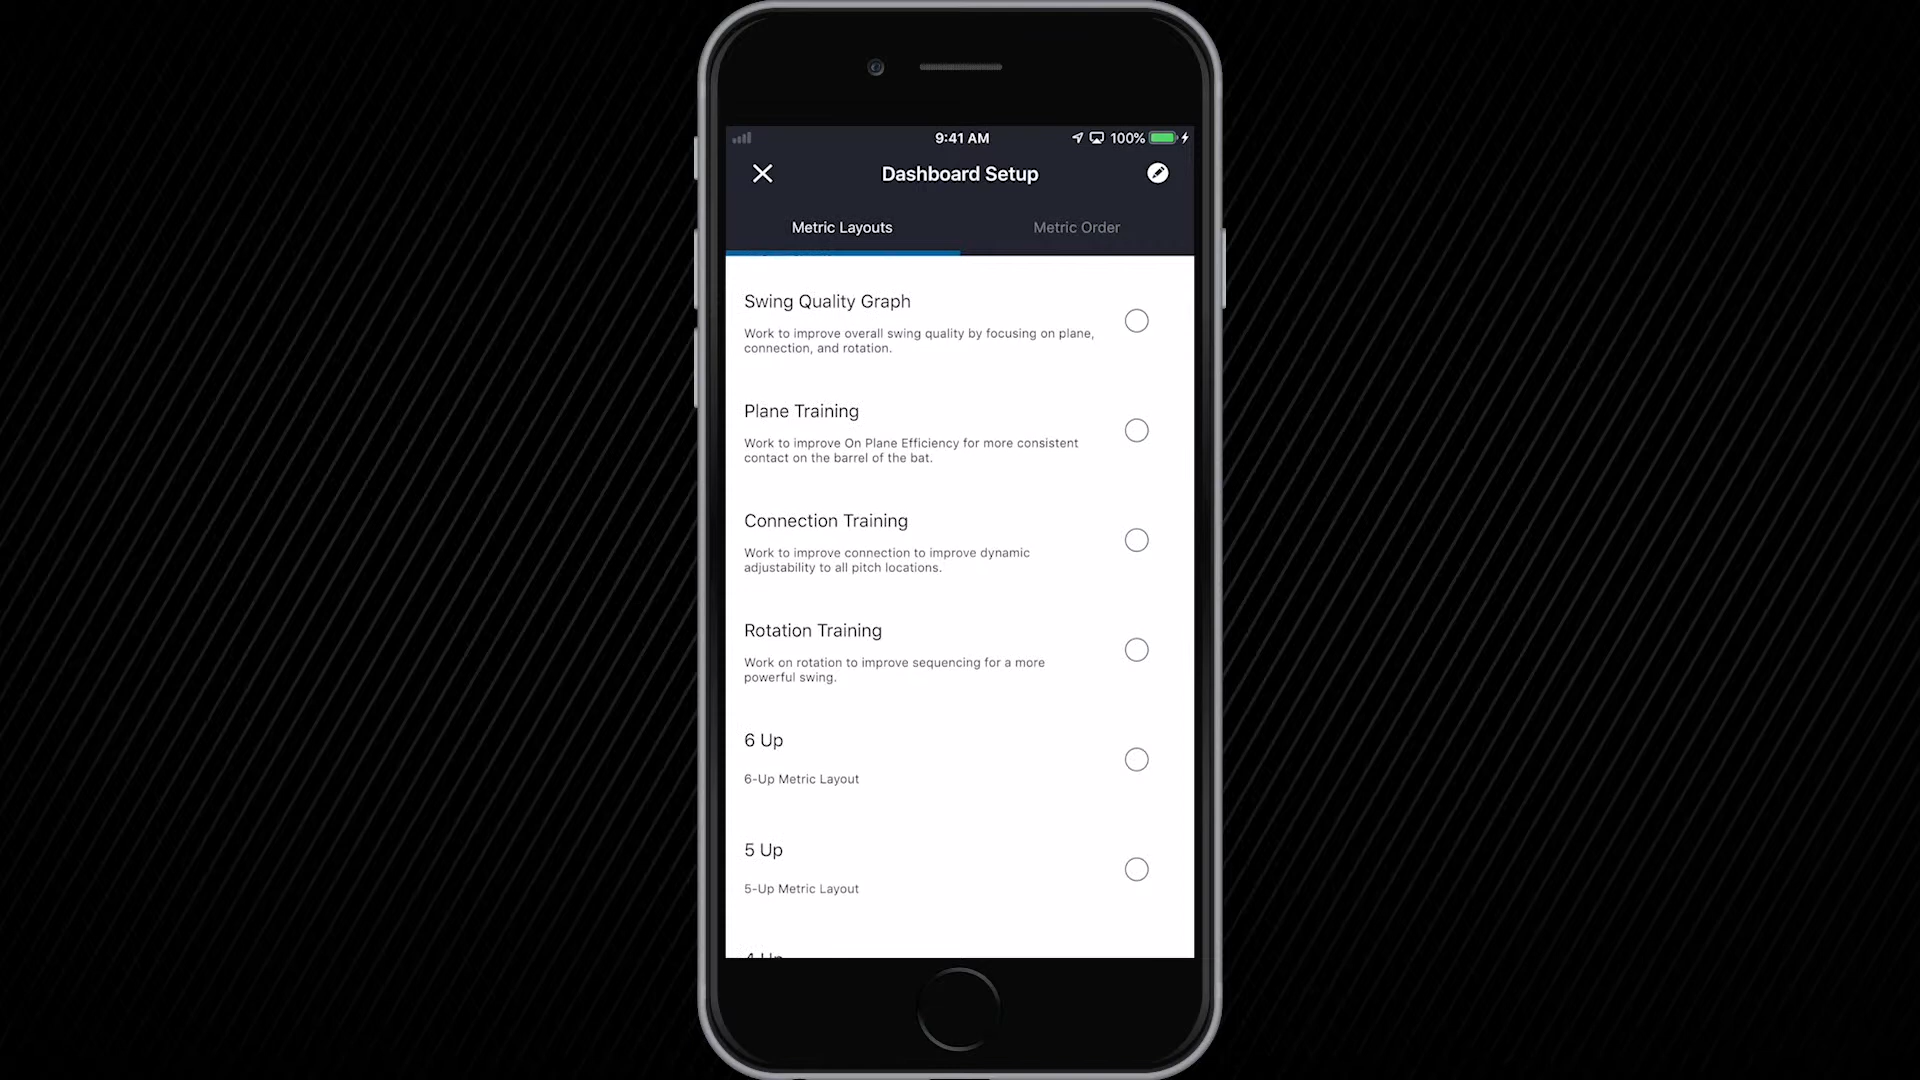 9:41 AM
100%
Dashboard Setup
Metric Layouts
Metric Order
Swing Quality Graph
Work to improve overall swing quality by focusing on plane,
connection, and rotation.
Plane Training
Work to improve On Plane Efficiency for more consistent
contact on the barrel of the bat.
Connection Training
Work to improve connection to improve dynamic
adjustability to all pitch locations.
Rotation Training
Work on rotation to improve sequencing for a more
powerful swing.
6 Up
6-Up Metric Layout
5 Up
5-Up Metric Layout
4 Up